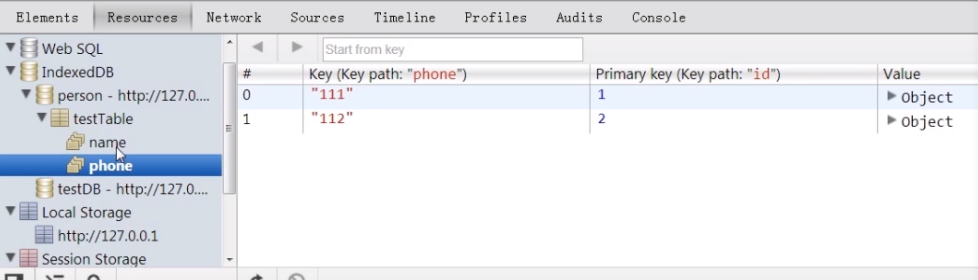 Elements Resources Network Sources Timeline Profiles Audits Console
Web SQL
IndexedDB
person - http://127.0....
testTable
name
phone
testDB - http://127.0....
Local Storage
http://127.0.0.1
Session Storage
Start from key
# Key (Key path: "phone") Primary key (Key path: "id") Value
0 "111" 1 Object
1 "112" 2 Object